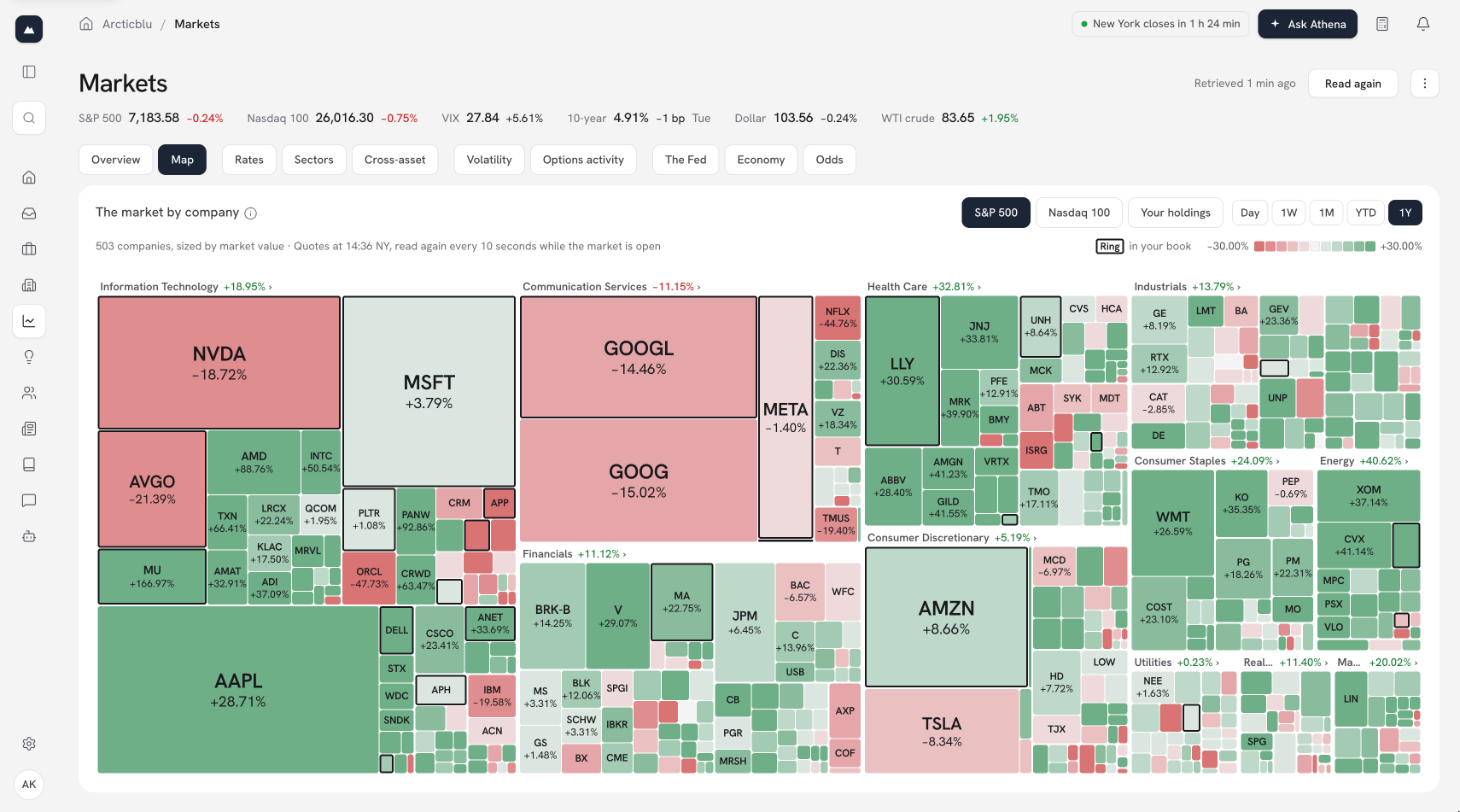 Arcticblu / Markets
New York closes in 1 h 24 min
Ask Athena
Markets
Retrieved 1 min ago
Read again
S&P 500 7,183.58 −0.24% Nasdaq 100 26,016.30 −0.75% VIX 27.84 +5.61% 10-year 4.91% −1 bp Tue Dollar 103.56 −0.24% WTI crude 83.65 +1.95%
Overview Map Rates Sectors Cross-asset Volatility Options activity The Fed Economy Odds
The market by company
S&P 500 Nasdaq 100 Your holdings Day 1W 1M YTD 1Y
503 companies, sized by market value · Quotes at 14:36 NY, read again every 10 seconds while the market is open
Ring in your book −30.00% +30.00%
Information Technology +18.95% ›
NVDA
−18.72%
MSFT
+3.79%
AVGO
−21.39%
AMD
+88.76%
INTC
+50.54%
MU
+166.97%
TXN
+66.41%
LRCX
+22.24%
QCOM
+1.95%
KLAC
+17.50%
MRVL
AMAT
+32.91%
ADI
+37.09%
PLTR
+1.08%
PANW
+92.86%
CRM
APP
ORCL
−47.73%
CRWD
+63.47%
AAPL
+28.71%
DELL
STX
WDC
SNDK
CSCO
+23.41%
ANET
+33.69%
APH
IBM
−19.58%
ACN
Communication Services −11.15% ›
GOOGL
−14.46%
GOOG
−15.02%
META
−1.40%
NFLX
−44.76%
DIS
+22.36%
VZ
+18.34%
T
TMUS
−19.40%
Financials +11.12% ›
BRK-B
+14.25%
V
+29.07%
MA
+22.75%
JPM
+6.45%
BAC
−6.57%
WFC
C
+13.96%
USB
MS
+3.31%
BLK
+12.06%
SPGI
SCHW
+3.31%
IBKR
GS
+1.48%
BX
CME
CB
PGR
MRSH
AXP
COF
Health Care +32.81% ›
LLY
+30.59%
JNJ
+33.81%
UNH
+8.64%
CVS
HCA
MCK
MRK
+39.90%
PFE
+12.91%
BMY
ABT
SYK
MDT
ISRG
ABBV
+28.40%
AMGN
+41.23%
VRTX
GILD
+41.55%
TMO
+17.11%
Consumer Discretionary +5.19% ›
AMZN
+8.66%
TSLA
−8.34%
MCD
−6.97%
HD
+7.72%
LOW
TJX
Industrials +13.79% ›
GE
+8.19%
LMT
BA
GEV
+23.36%
RTX
+12.92%
CAT
−2.85%
UNP
DE
Consumer Staples +24.09% ›
WMT
+26.59%
KO
+35.35%
PEP
−0.69%
PG
+18.26%
PM
+22.31%
COST
+23.10%
MO
Energy +40.62% ›
XOM
+37.14%
CVX
+41.14%
MPC
PSX
VLO
Utilities +0.23% ›
NEE
+1.63%
Real... +11.40% ›
SPG
Ma... +20.02% ›
LIN
AK